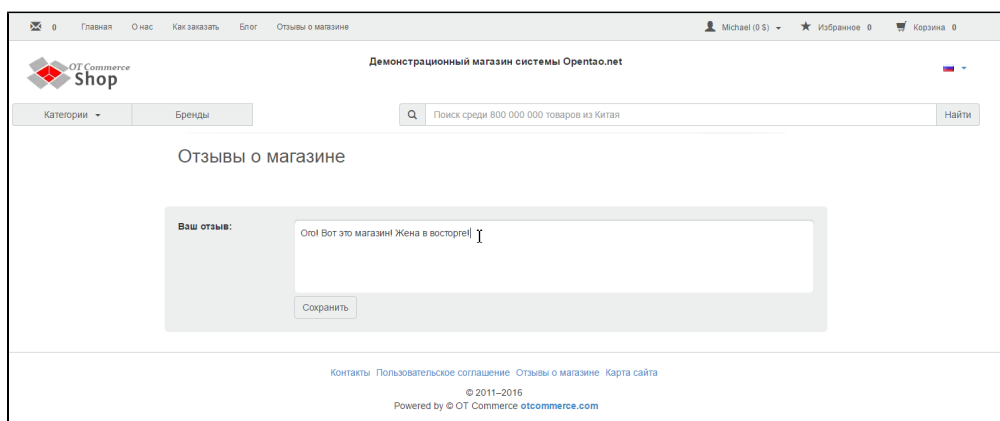 0 Главная О нас Как заказать Блог Отзывы о магазине Michael (0 $) Избранное 0 Корзина 0
OT Commerce
Shop
Демонстрационный магазин системы Opentao.net
Категории Бренды Поиск среди 800 000 000 товаров из Китая Найти
Отзывы о магазине
Ваш отзыв:
Ого! Вот это магазин! Жена в восторге!
Сохранить
Контакты Пользовательское соглашение Отзывы о магазине Карта сайта
© 2011–2016
Powered by © OT Commerce otcommerce.com